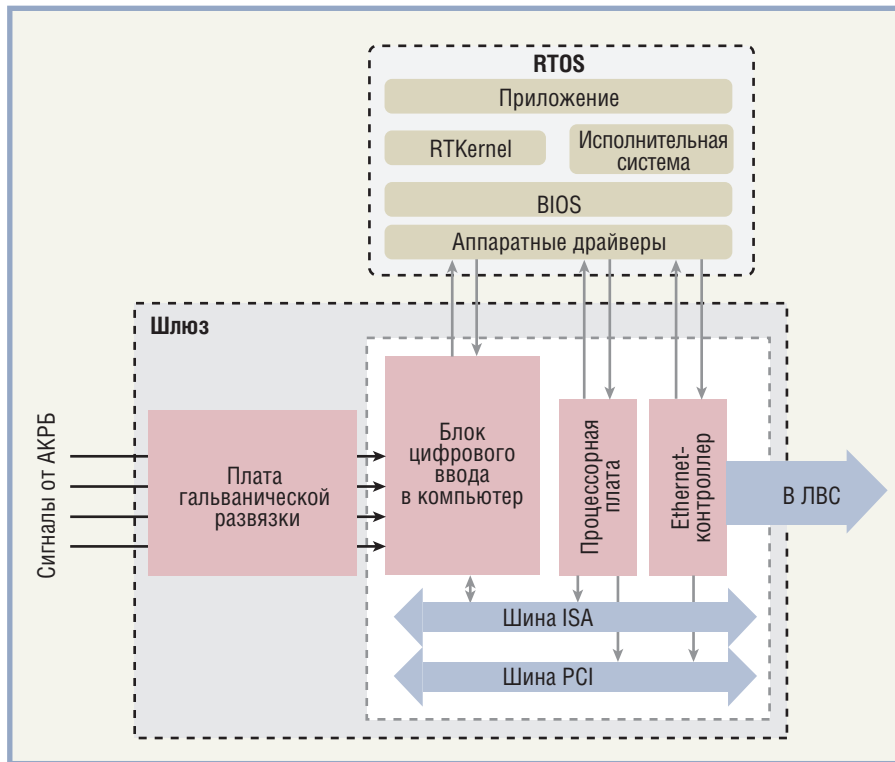 RTOS
Приложение
RTKernel
Исполнительная
система
BIOS
Аппаратные драйверы
Шлюз
Сигналы от АКРБ
Плата
гальванической
развязки
Блок
цифрового
ввода
в компьютер
Процессорная
плата
Ethernet-
контроллер
В ЛВС
Шина ISA
Шина PCI